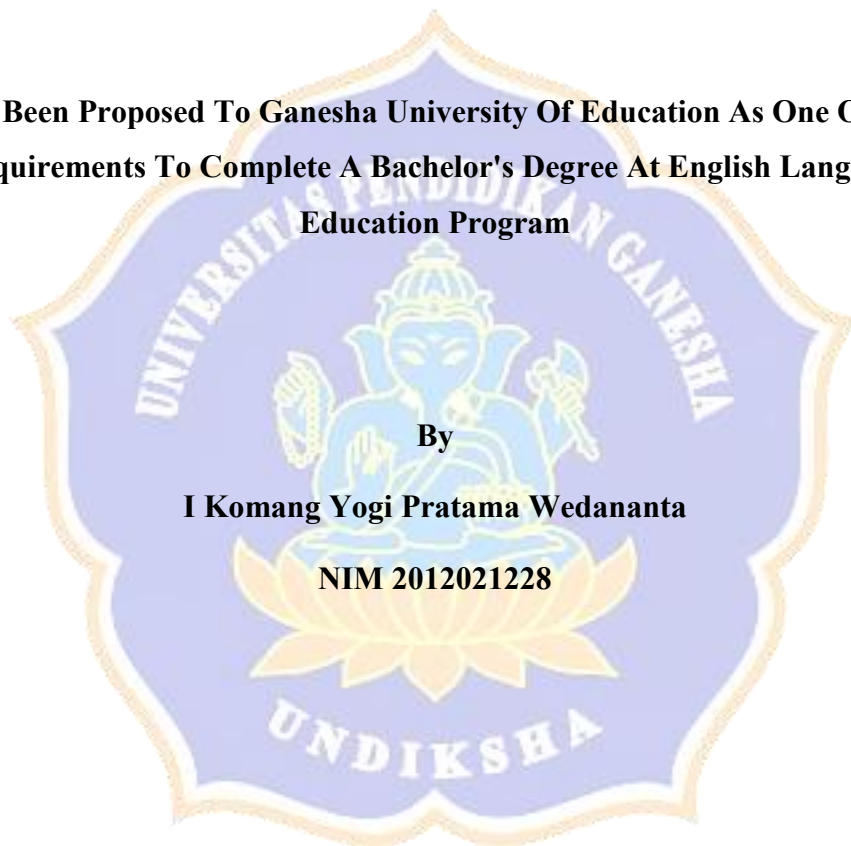 Been Proposed To Ganesha University Of Education As One
quirements To Complete A Bachelor's Degree At English Lang
Education Program
UNIVERSITAS PENDIDIKAN GANESHA
By
I Komang Yogi Pratama Wedananta
NIM 2012021228
UNDIKSHA